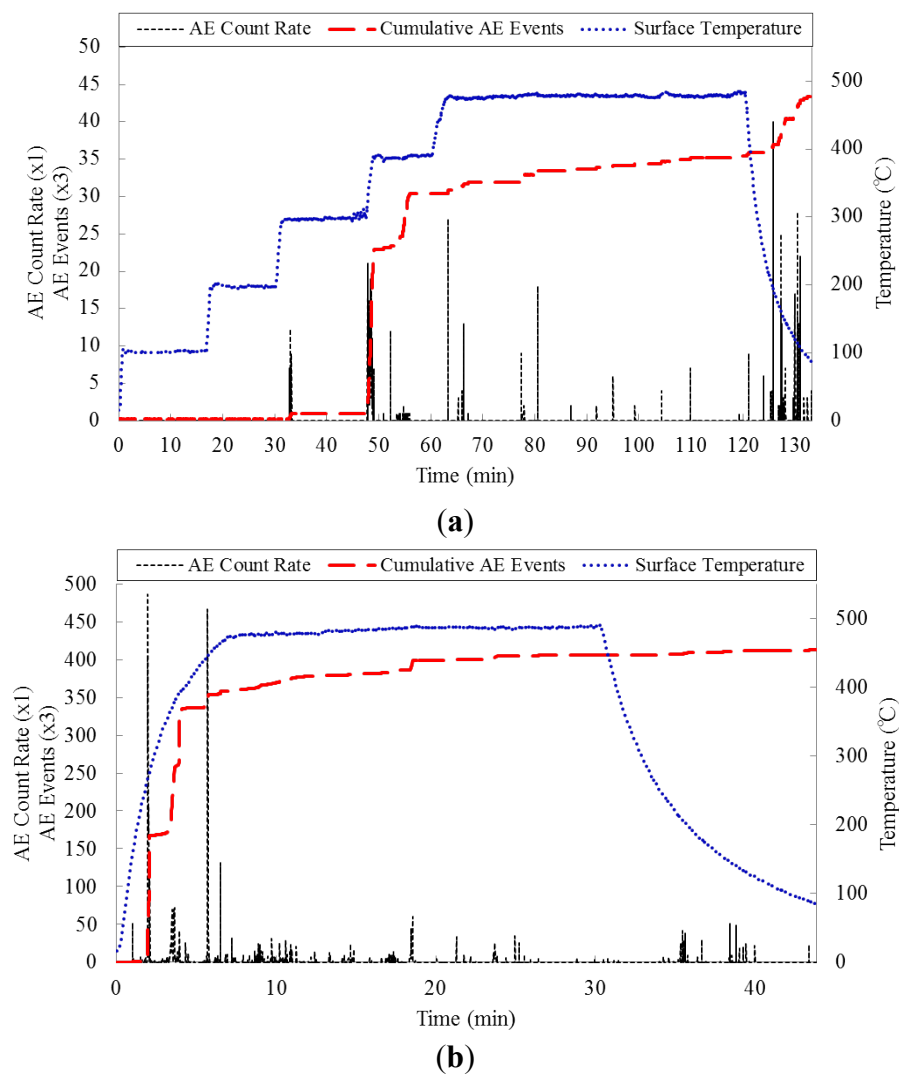 AE Count Rate Cumulative AE Events Surface Temperature
50
45
40
35
30
25
20
15
10
5
0
AE Count Rate (x1)
AE Events (x3)
500
400
300
200
100
0
Temperature (℃)
0 10 20 30 40 50 60 70 80 90 100 110 120 130
Time (min)
(a)
AE Count Rate Cumulative AE Events Surface Temperature
500
450
400
350
300
250
200
150
100
50
0
AE Count Rate (x1)
AE Events (x3)
500
400
300
200
100
0
Temperature (℃)
0 10 20 30 40
Time (min)
(b)